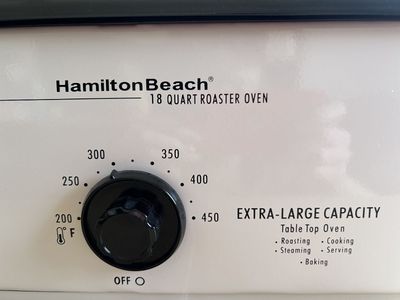 HamiltonBeach®
18 QUART ROASTER OVEN
300 350
250 400
200 450
°F
OFF
EXTRA-LARGE CAPACITY
Table Top Oven
• Roasting • Cooking
• Steaming • Serving
• Baking